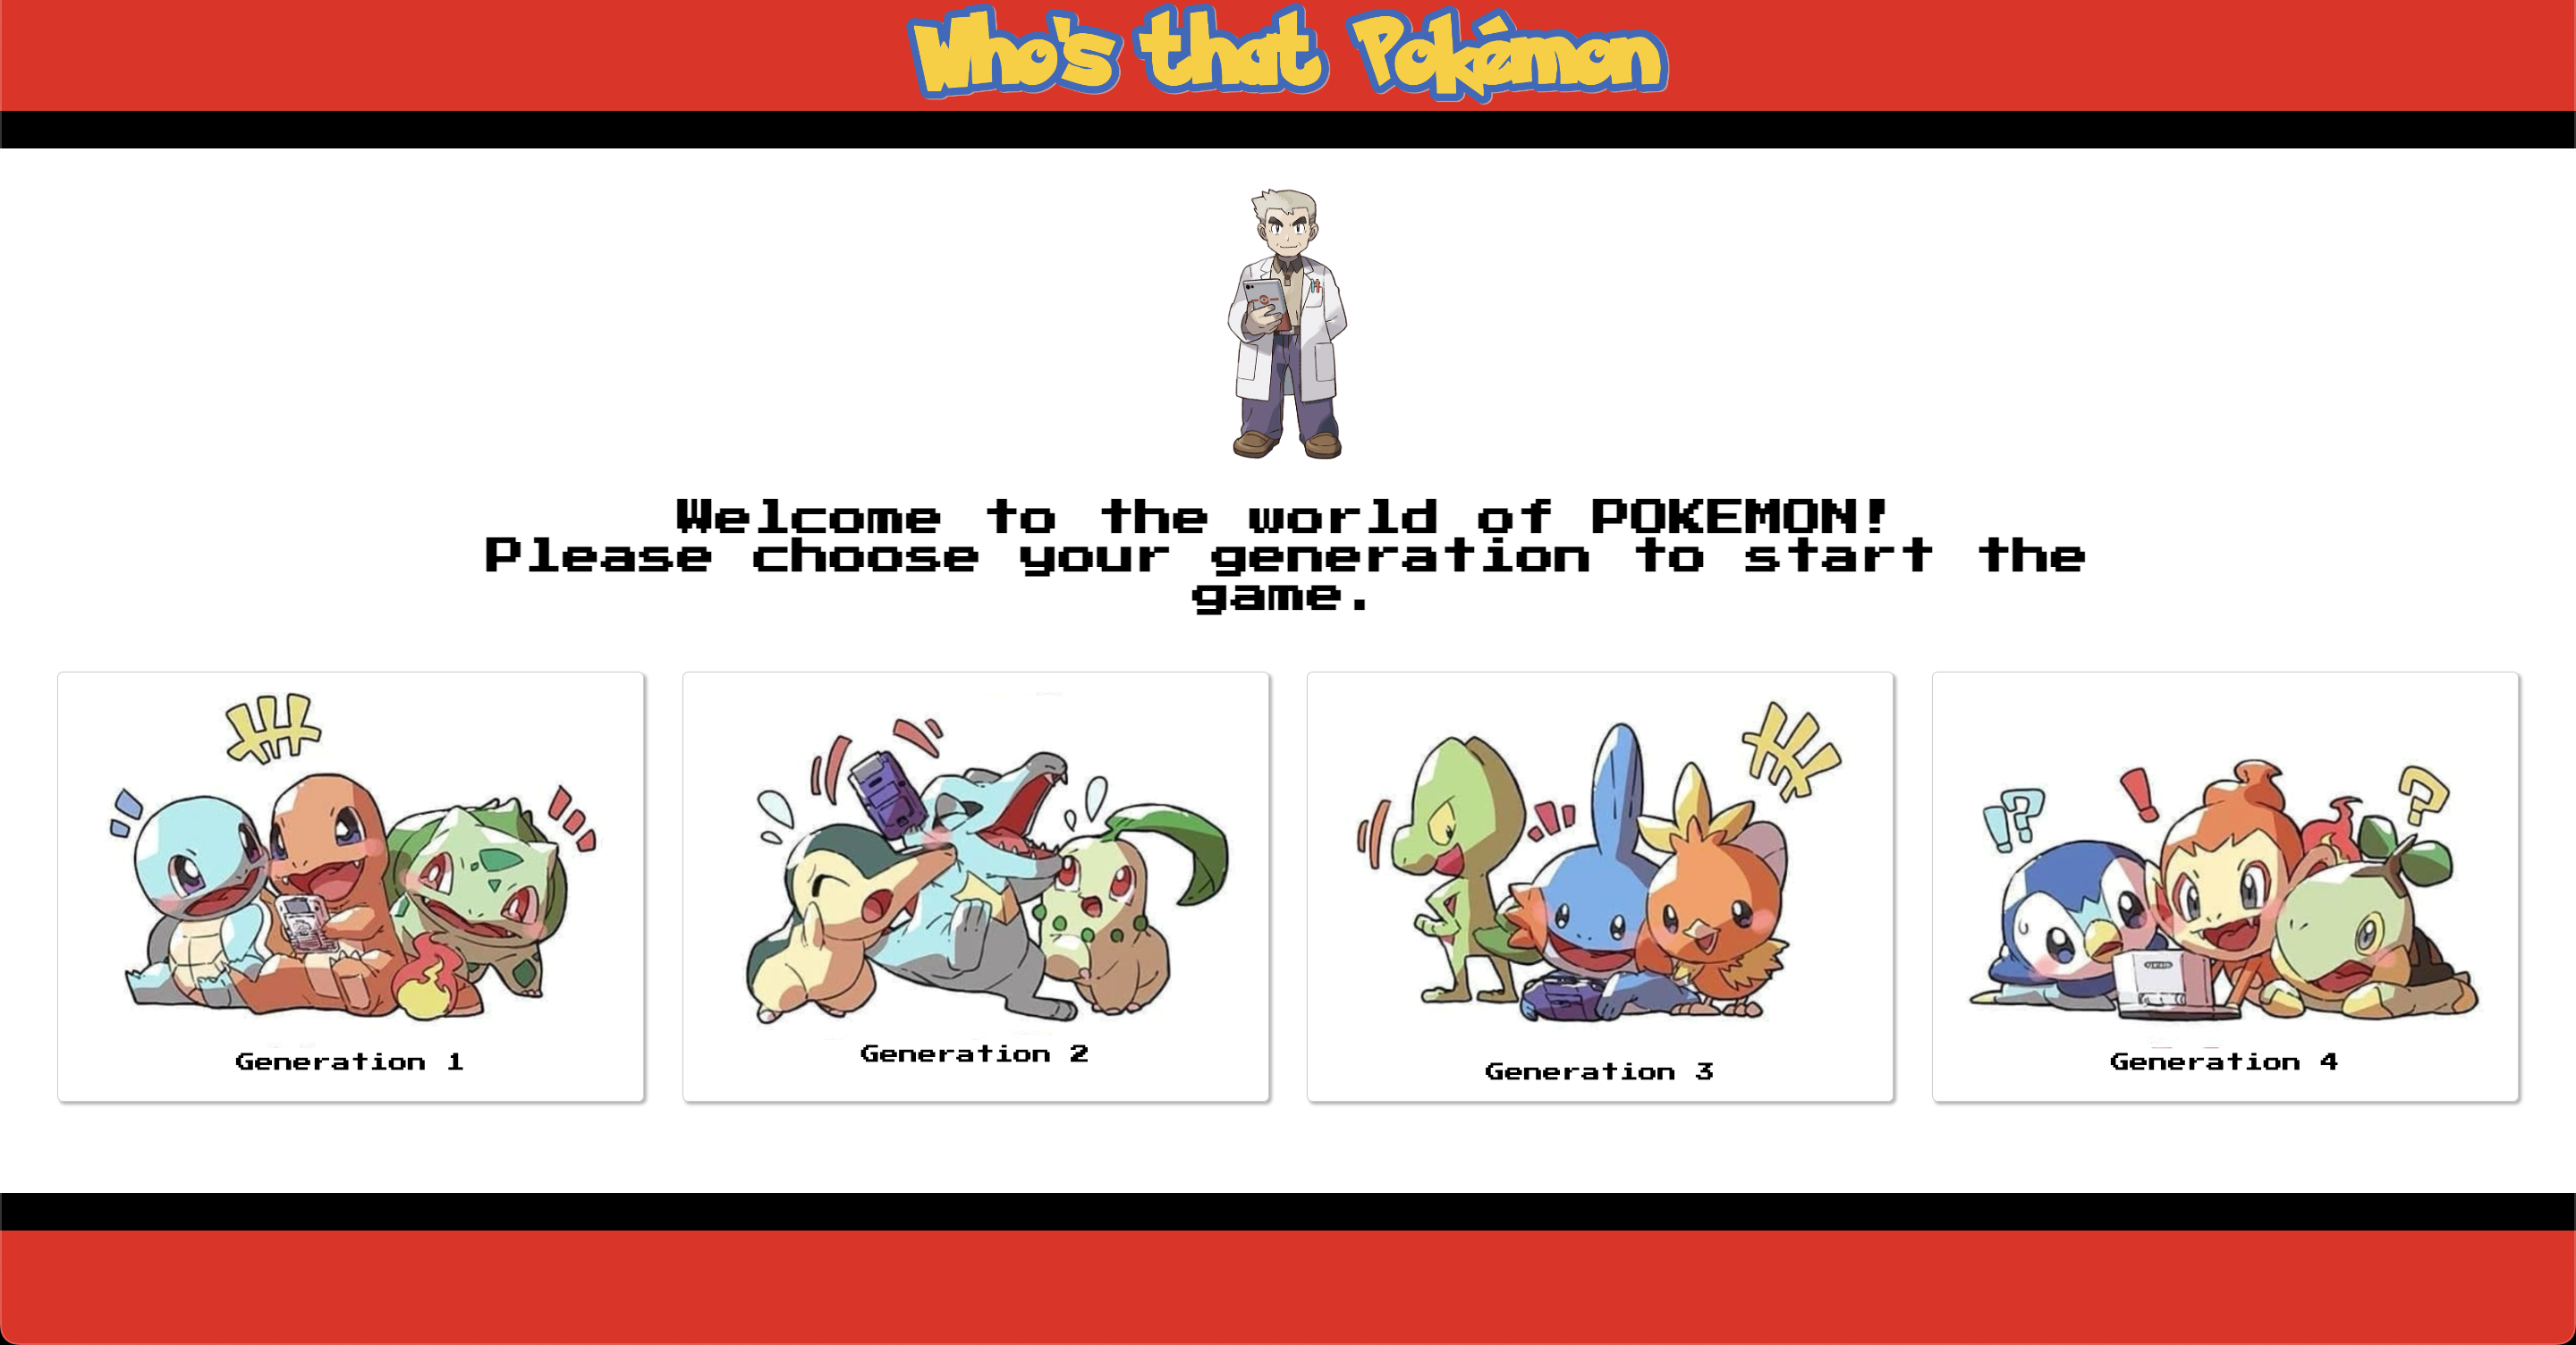 Who's that Pokémon
Welcome to the world of POKEMON!
Please choose your generation to start the
game.
Generation 1
Generation 2
Generation 3
Generation 4